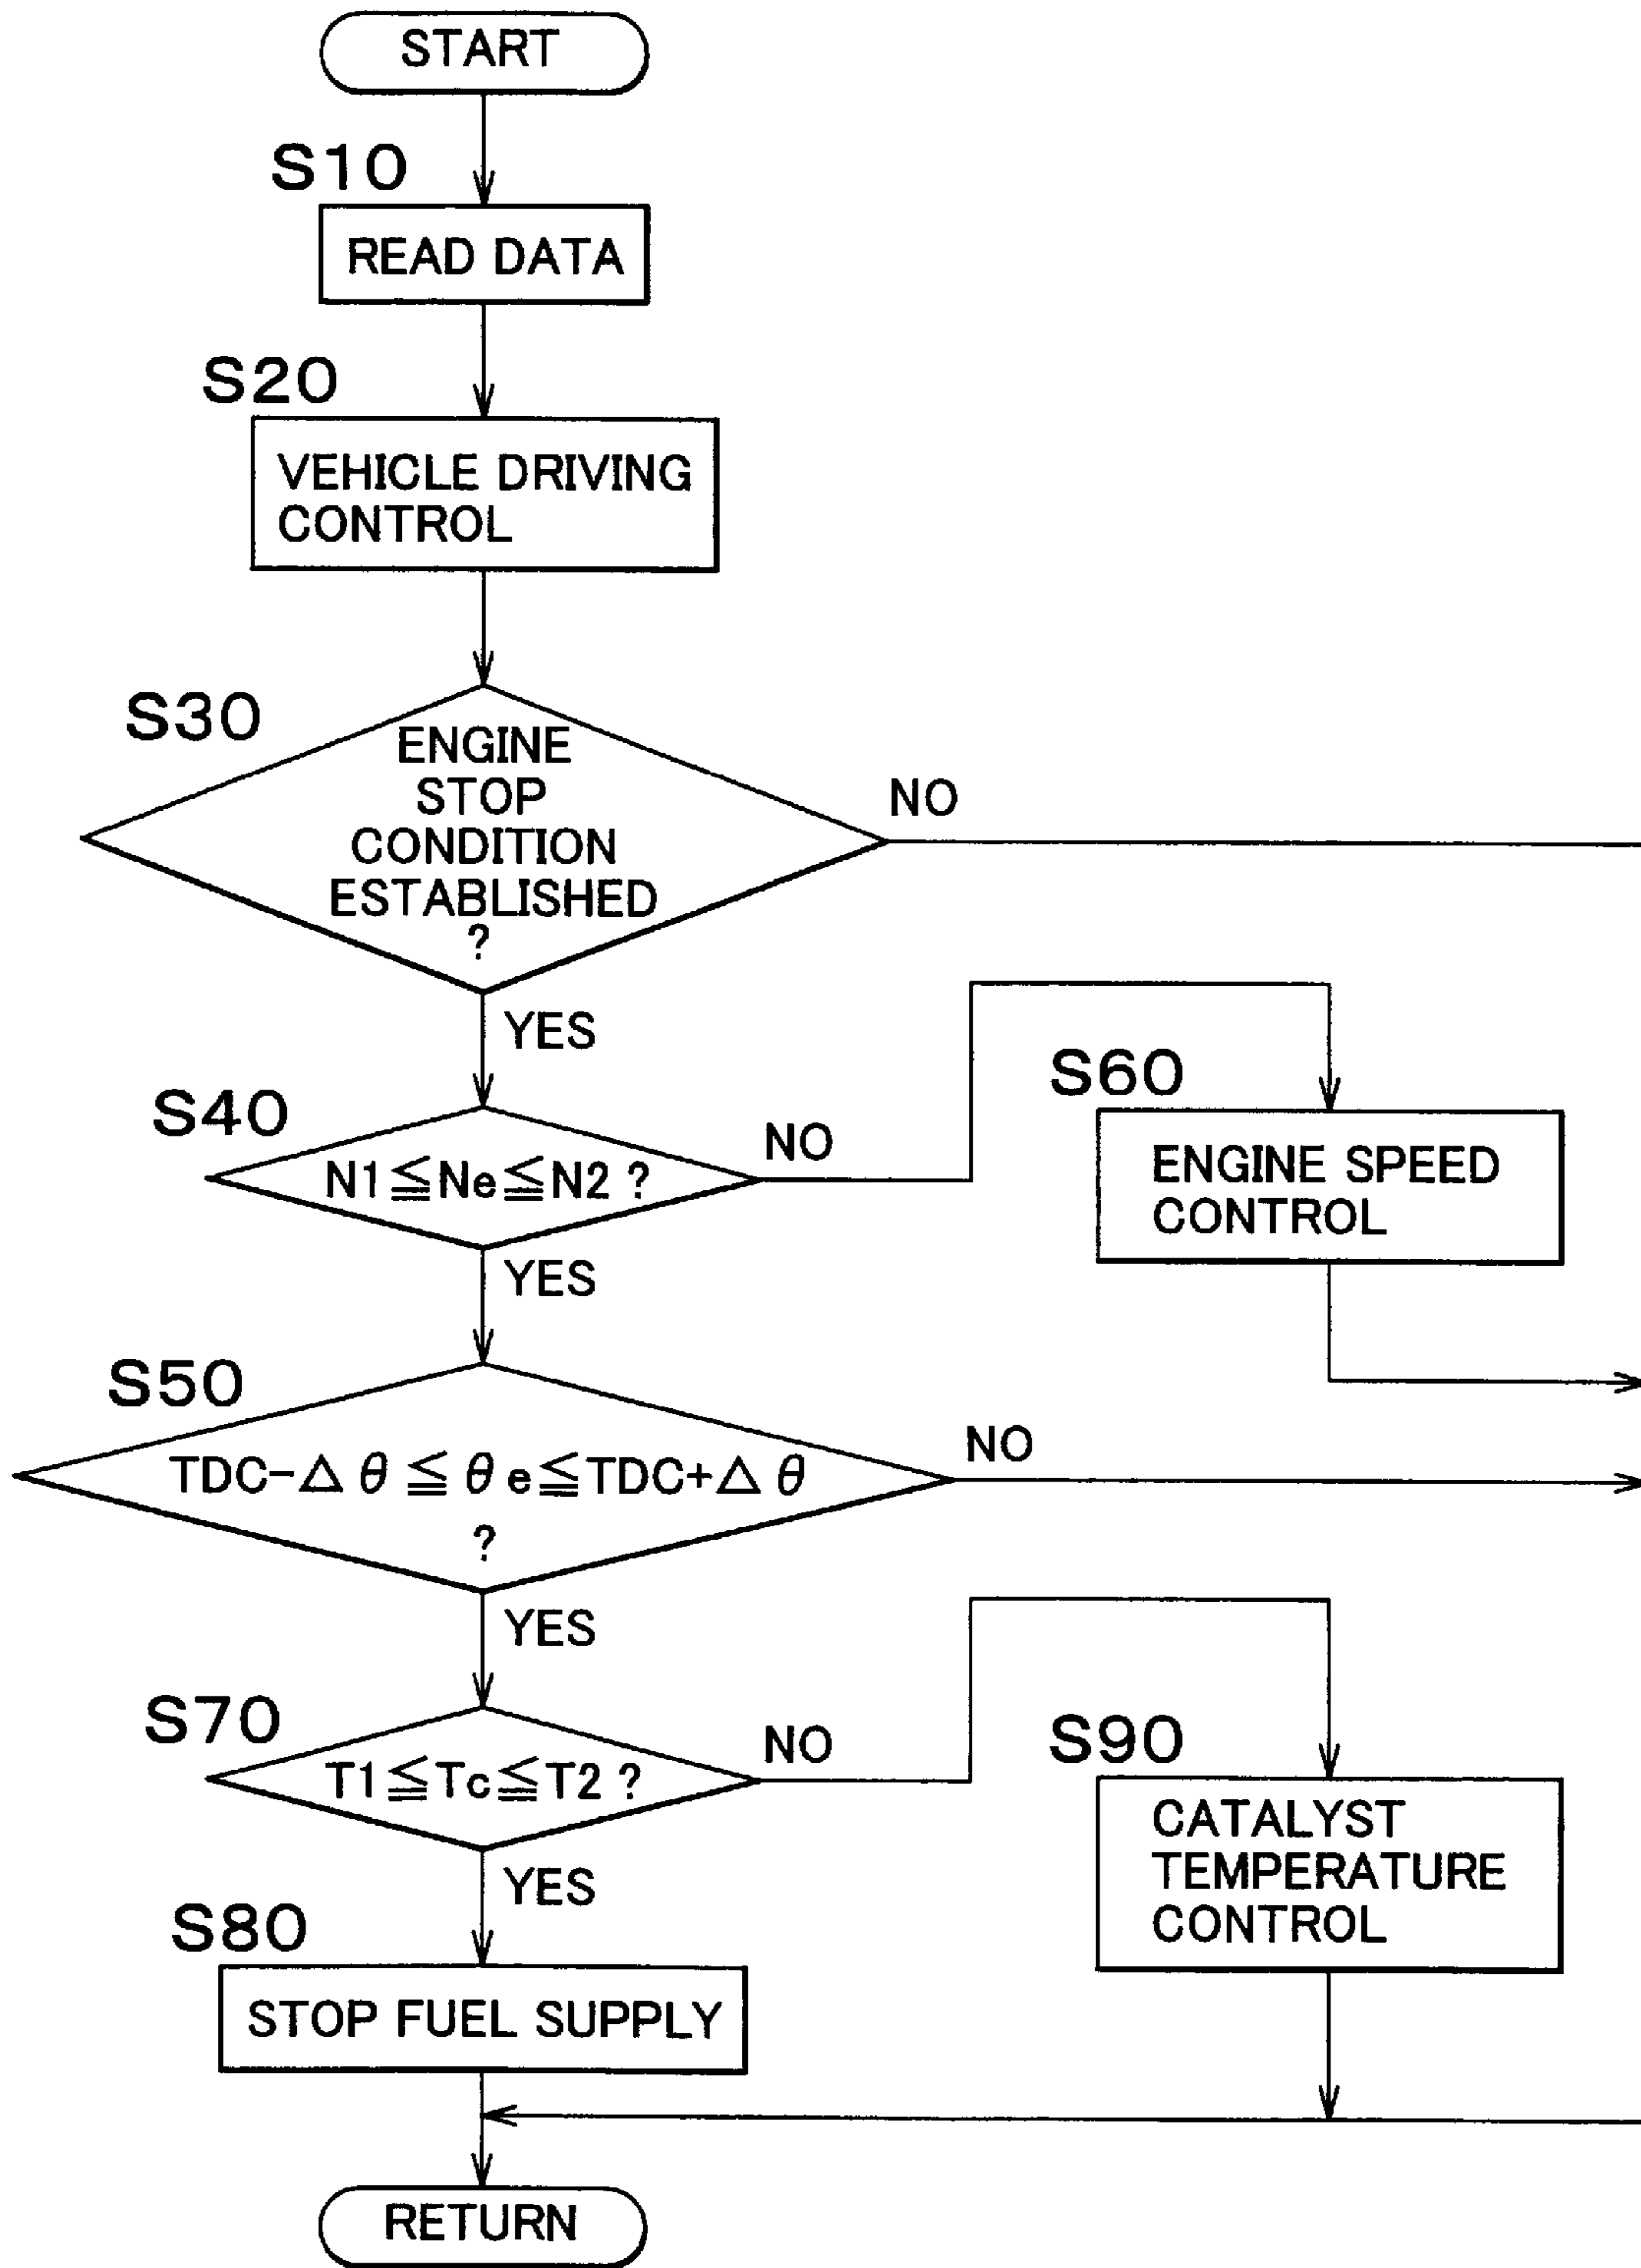 START
S10
READ DATA
S20
VEHICLE DRIVING
CONTROL
S30
ENGINE
STOP
CONDITION
ESTABLISHED
?
NO
YES
S40
N1≦Ne≦N2 ?
NO
S60
ENGINE SPEED
CONTROL
YES
S50
TDC-△θ≦θe≦TDC+△θ
?
NO
YES
S70
T1≦Tc≦T2 ?
NO
S90
CATALYST
TEMPERATURE
CONTROL
YES
S80
STOP FUEL SUPPLY
RETURN